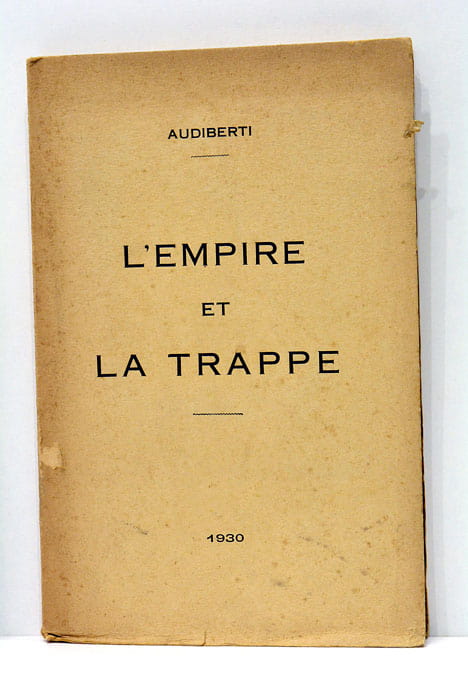 AUDIBERTI
L'EMPIRE
ET
LA TRAPPE
1930